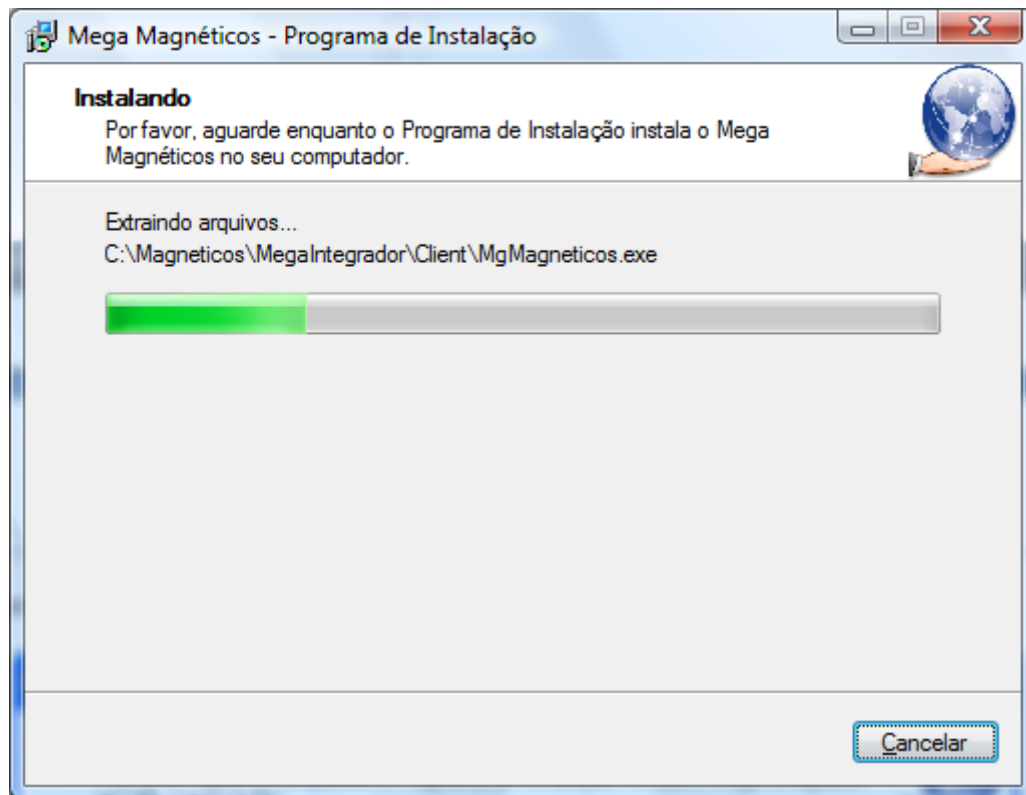 Mega Magnéticos - Programa de Instalação
Instalando
Por favor, aguarde enquanto o Programa de Instalação instala o Mega
Magnéticos no seu computador.
Extraindo arquivos...
C:\Magneticos\MegaIntegrador\Client\MgMagneticos.exe
Cancelar